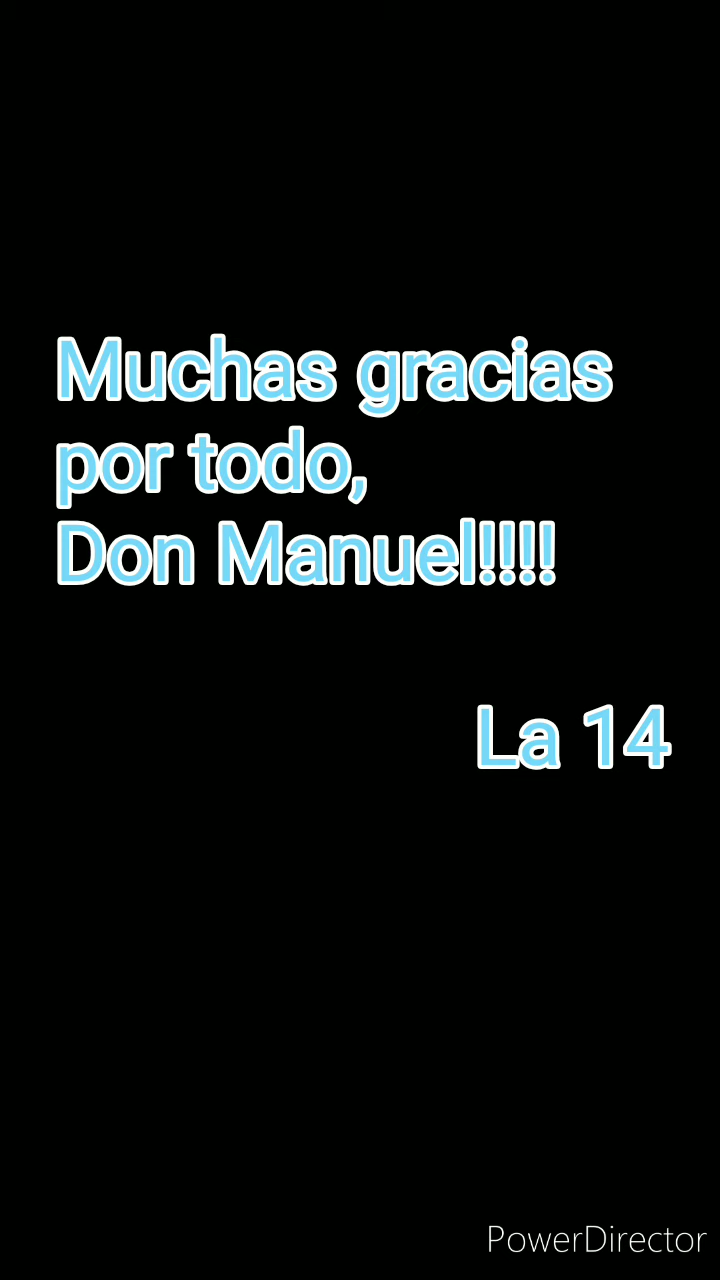 Muchas gracias
por todo,
Don Manuel!!!!
La 14
PowerDirector